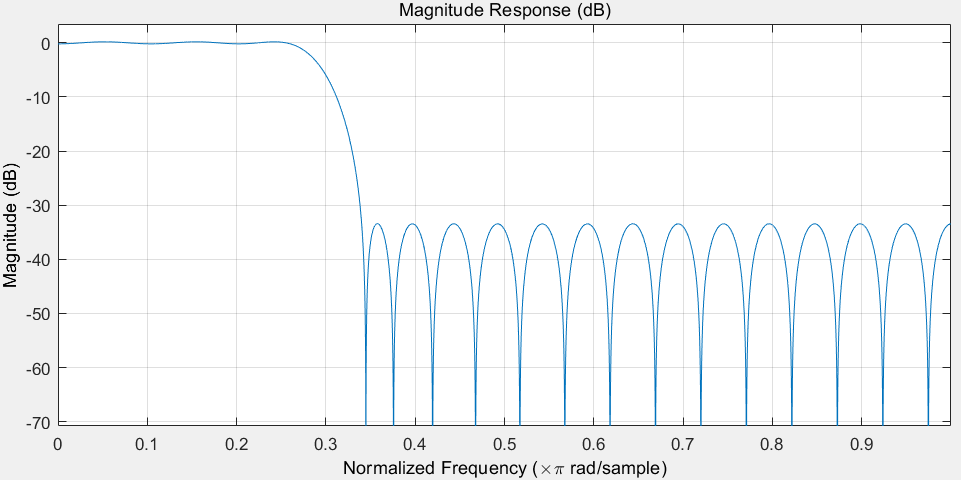 Magnitude Response (dB)
Magnitude (dB)
0
-10
-20
-30
-40
-50
-60
-70
0 0.1 0.2 0.3 0.4 0.5 0.6 0.7 0.8 0.9
Normalized Frequency (×π rad/sample)